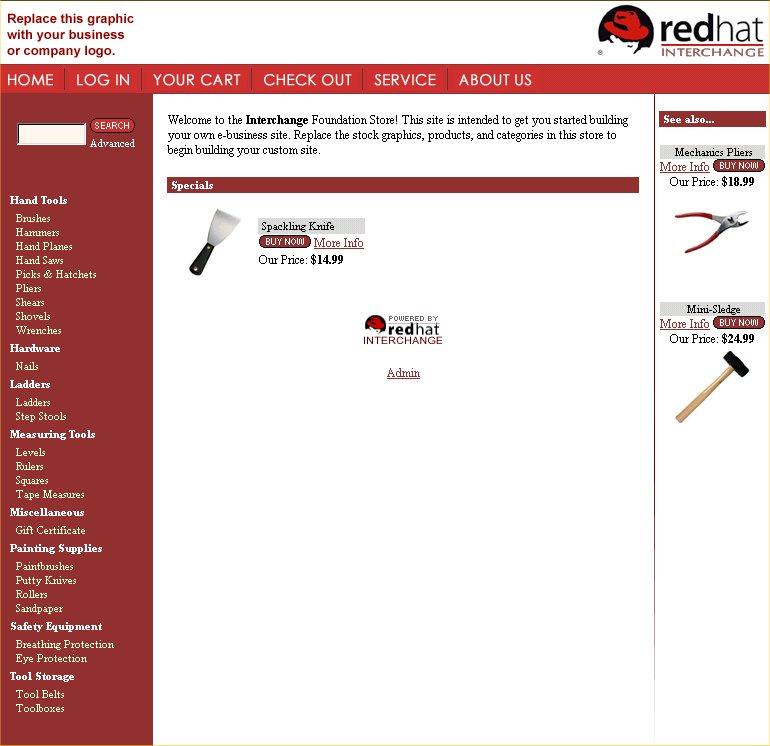 Replace this graphic
with your business
or company logo.
redhat
INTERCHANGE
HOME LOG IN YOUR CART CHECK OUT SERVICE ABOUT US
SEARCH
Advanced
Hand Tools
Brushes
Hammers
Hand Planes
Hand Saws
Picks & Hatchets
Pliers
Shears
Shovels
Wrenches
Hardware
Nails
Ladders
Ladders
Step Stools
Measuring Tools
Levels
Rulers
Squares
Tape Measures
Miscellaneous
Gift Certificate
Painting Supplies
Paintbrushes
Putty Knives
Rollers
Sandpaper
Safety Equipment
Breathing Protection
Eye Protection
Tool Storage
Tool Belts
Toolboxes
Welcome to the Interchange Foundation Store! This site is intended to get you started building
your own e-business site. Replace the stock graphics, products, and categories in this store to
begin building your custom site.
Specials
Spackling Knife
BUY NOW More Info
Our Price: $14.99
POWERED BY
redhat
INTERCHANGE
Admin
See also...
Mechanics Pliers
More Info BUY NOW
Our Price: $18.99
Mini-Sledge
More Info BUY NOW
Our Price: $24.99